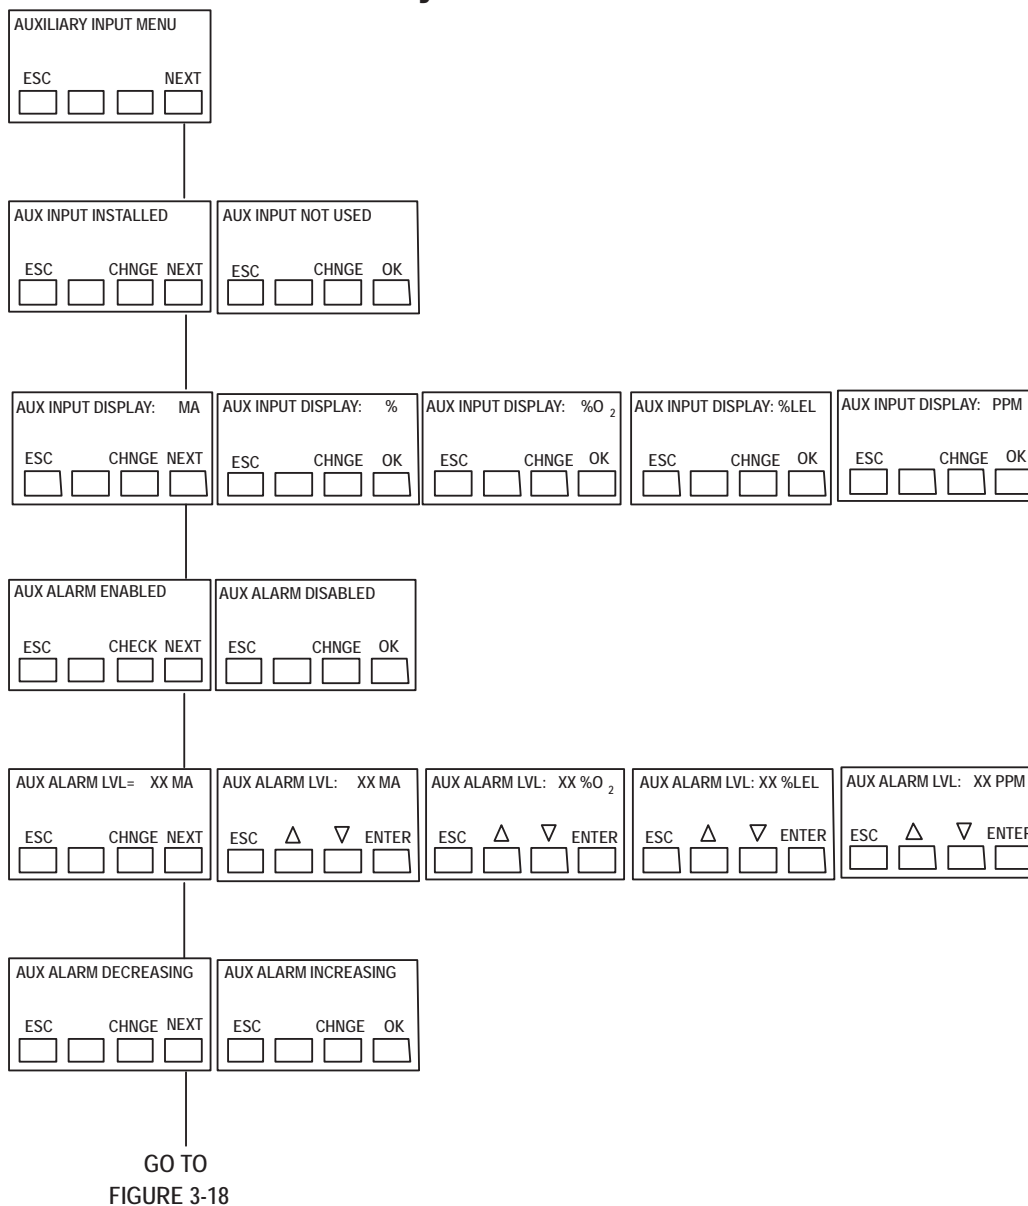 AUXILIARY INPUT MENU
ESC NEXT
AUX INPUT INSTALLED
ESC CHNGE NEXT
AUX INPUT NOT USED
ESC CHNGE OK
AUX INPUT DISPLAY: MA
ESC CHNGE NEXT
AUX INPUT DISPLAY: %
ESC CHNGE OK
AUX INPUT DISPLAY: %O2
ESC CHNGE OK
AUX INPUT DISPLAY: %LEL
ESC CHNGE OK
AUX INPUT DISPLAY: PPM
ESC CHNGE OK
AUX ALARM ENABLED
ESC CHECK NEXT
AUX ALARM DISABLED
ESC CHNGE OK
AUX ALARM LVL= XX MA
ESC CHNGE NEXT
AUX ALARM LVL: XX MA
ESC △ ▽ ENTER
AUX ALARM LVL: XX %O2
ESC △ ▽ ENTER
AUX ALARM LVL: XX %LEL
ESC △ ▽ ENTER
AUX ALARM LVL: XX PPM
ESC △ ▽ ENTER
AUX ALARM DECREASING
ESC CHNGE NEXT
AUX ALARM INCREASING
ESC CHNGE OK
GO TO
FIGURE 3-18